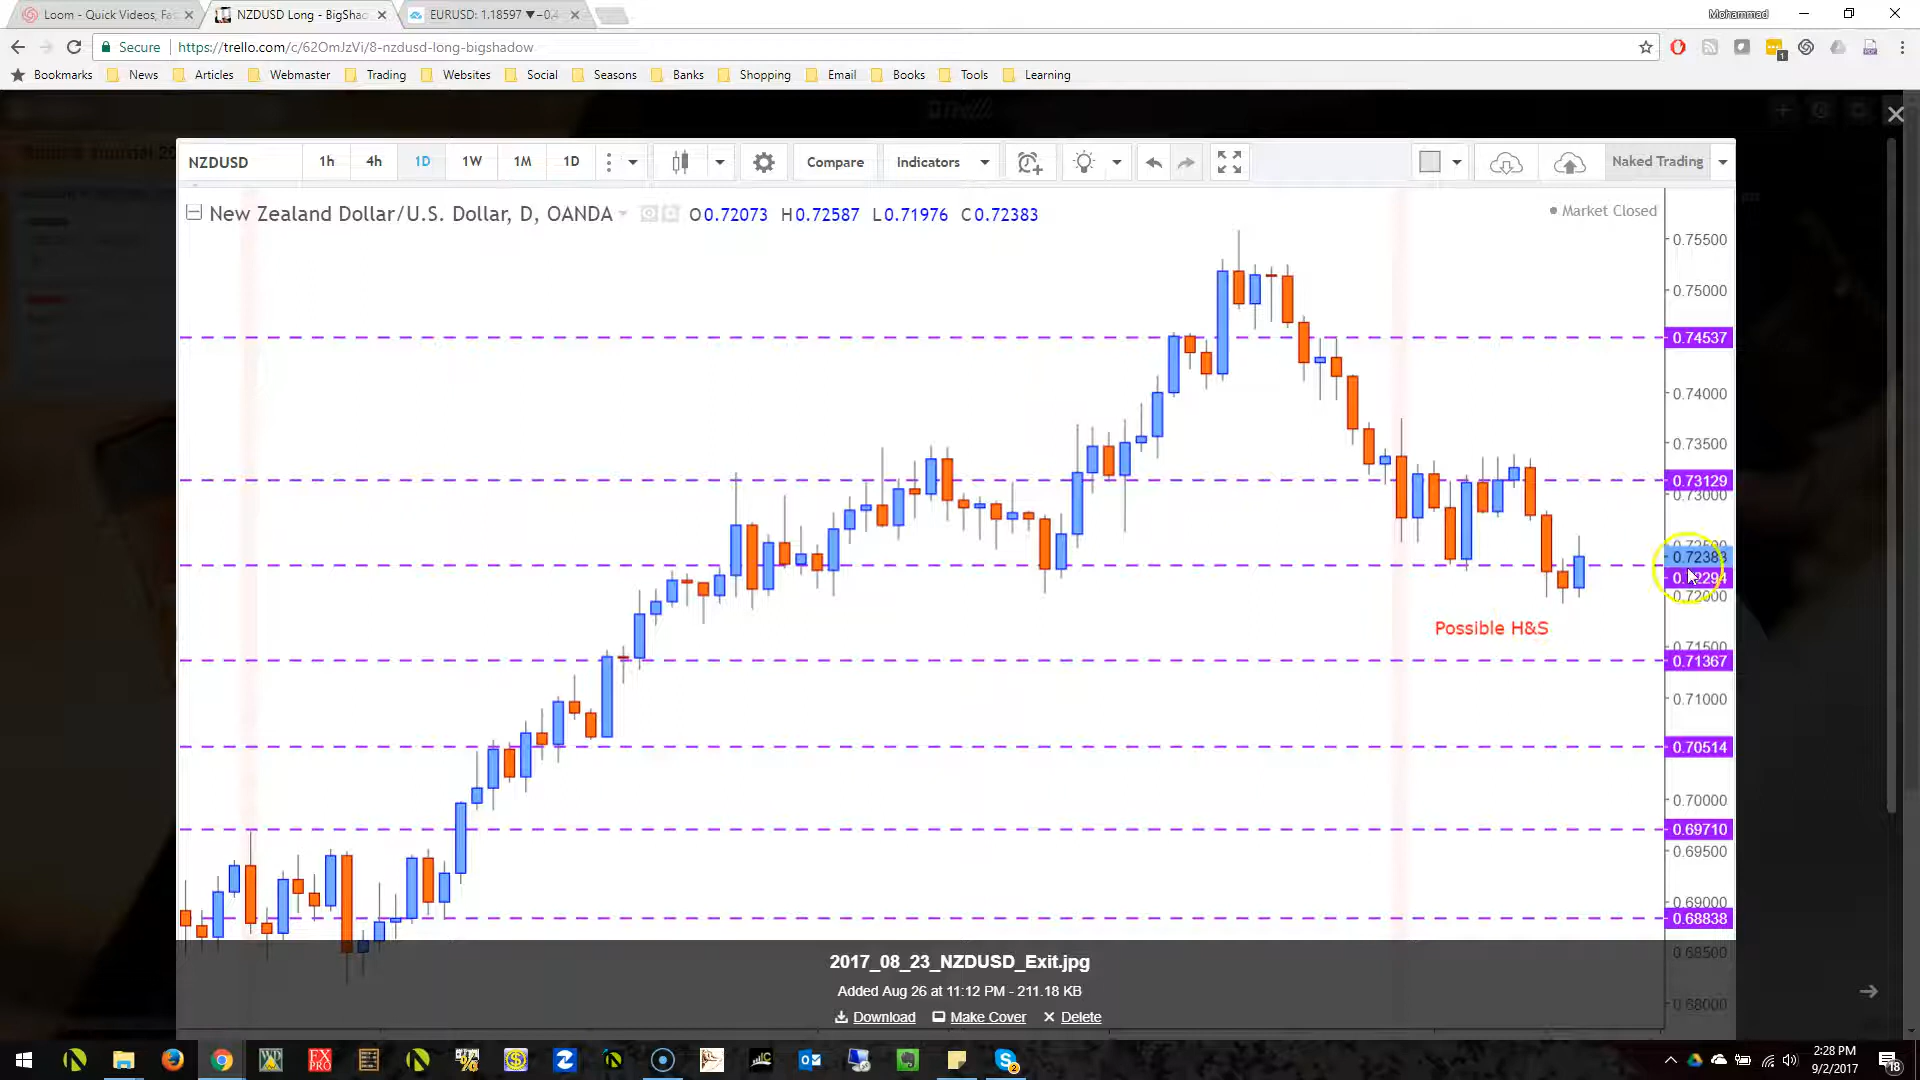 Loom - Quick Videos, Fas
NZDUSD Long - BigShac
EURUSD: 1.18597 ▼−0.4
Mohammad
Secure
https://trello.com/c/62OmJzVi/8-nzdusd-long-bigshadow
Bookmarks News Articles Webmaster Trading Websites Social Seasons Banks Shopping Email Books Tools Learning
NZDUSD 1h 4h 1D 1W 1M 1D Compare Indicators Naked Trading
New Zealand Dollar/U.S. Dollar, D, OANDA O0.72073 H0.72587 L0.71976 C0.72383
Market Closed
0.75500
0.75000
0.74537
0.74000
0.73500
0.73129
0.73000
0.72500
0.72383
0.72294
0.72000
Possible H&S
0.71500
0.71367
0.71000
0.70514
0.70000
0.69710
0.69500
0.69000
0.68838
0.68500
0.68000
2017_08_23_NZDUSD_Exit.jpg
Added Aug 26 at 11:12 PM - 211.18 KB
Download Make Cover Delete
2:28 PM
9/2/2017